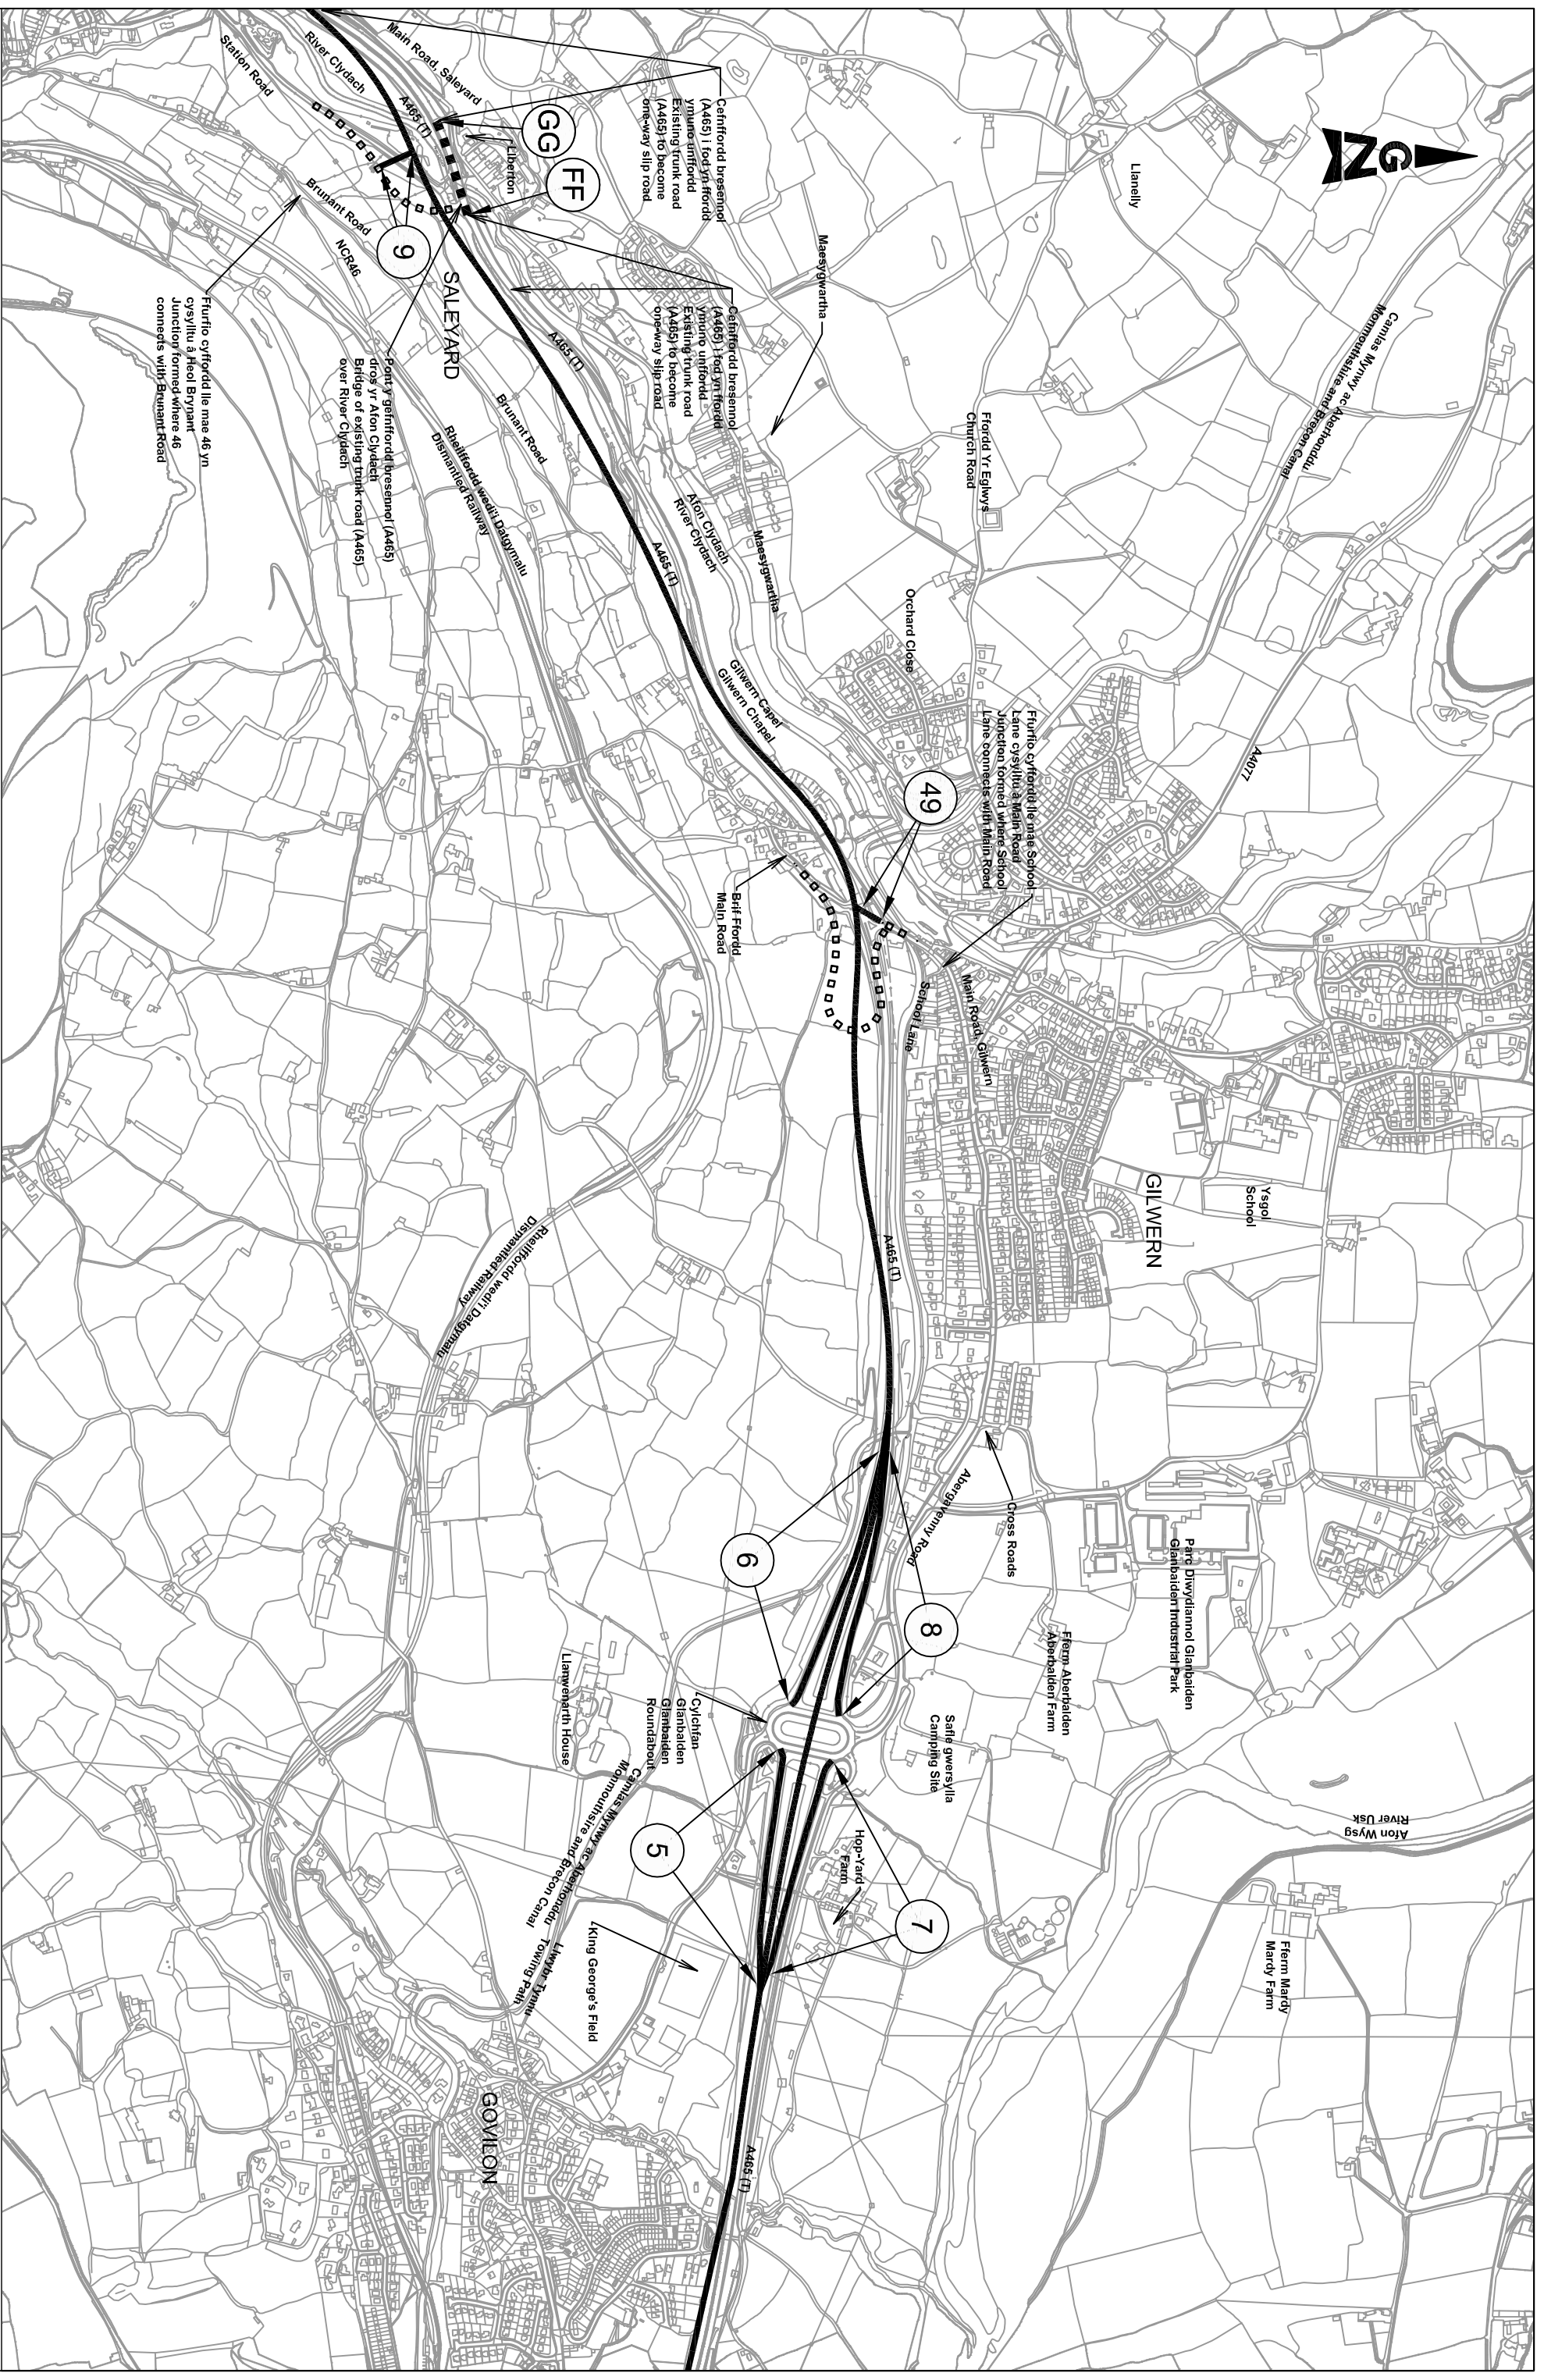 G
N
Main Road, Saleyard
River Clydach
Station Road
A465 (T)
GG
FF
Liberton
Cefnffordd bresennol
(A465) i fod yn ffordd
ymuno unffordd
Existing trunk road
(A465) to become
one-way slip road
Llanelly
Maesygwartha
Camlas Mynwy ac Aberhonddu
Monmouthshire and Brecon Canal
Brunant Road
NCR46
9
SALEYARD
Cefnffordd bresennol
(A465) i fod yn ffordd
ymuno unffordd
Existing trunk road
(A465) to become
one-way slip road
A465 (T)
Ffurfio cyffordd lle mae 46 yn
cysylltu â Heol Brynant
Junction formed where 46
connects with Brunant Road
Pont y gefnffordd bresennol (A465)
dros yr Afon Clydach
Bridge of existing trunk road (A465)
over River Clydach
Brunant Road
Rheilffordd wedi'i Datgymalu
Dismantled Railway
Ffordd Yr Eglwys
Church Road
Afon Clydach
River Clydach
Maesygwartha
A465 (T)
Orchard Close
Gilwern Capel
Gilwern Chapel
Ffurfio cyffordd lle mae School
Lane cysylltu â Main Road
Junction formed where School
Lane connects with Main Road
A4077
49
Brif Ffordd
Main Road
School Lane
Main Road, Gilwern
GILWERN
Ysgol
School
A465 (T)
Rheilffordd wedi'i Datgymalu
Dismantled Railway
Abergavenny Road
Cross Roads
6
8
Parc Diwydiannol Glanbaiden
Glanbaiden Industrial Park
Fferm Aberbaiden
Aberbaiden Farm
Llanwenarth House
Cylchfan
Glanbaiden
Glanbaiden
Roundabout
Safle gwersylla
Camping Site
Camlas Mynwy ac Aberhonddu
Monmouthsire and Brecon Canal
Llwybr Tynnu
Towing Path
5
7
Hop-Yard
Farm
Afon Wysg
River Usk
King George's Field
Fferm Mardy
Mardy Farm
GOVILON
A465 (T)